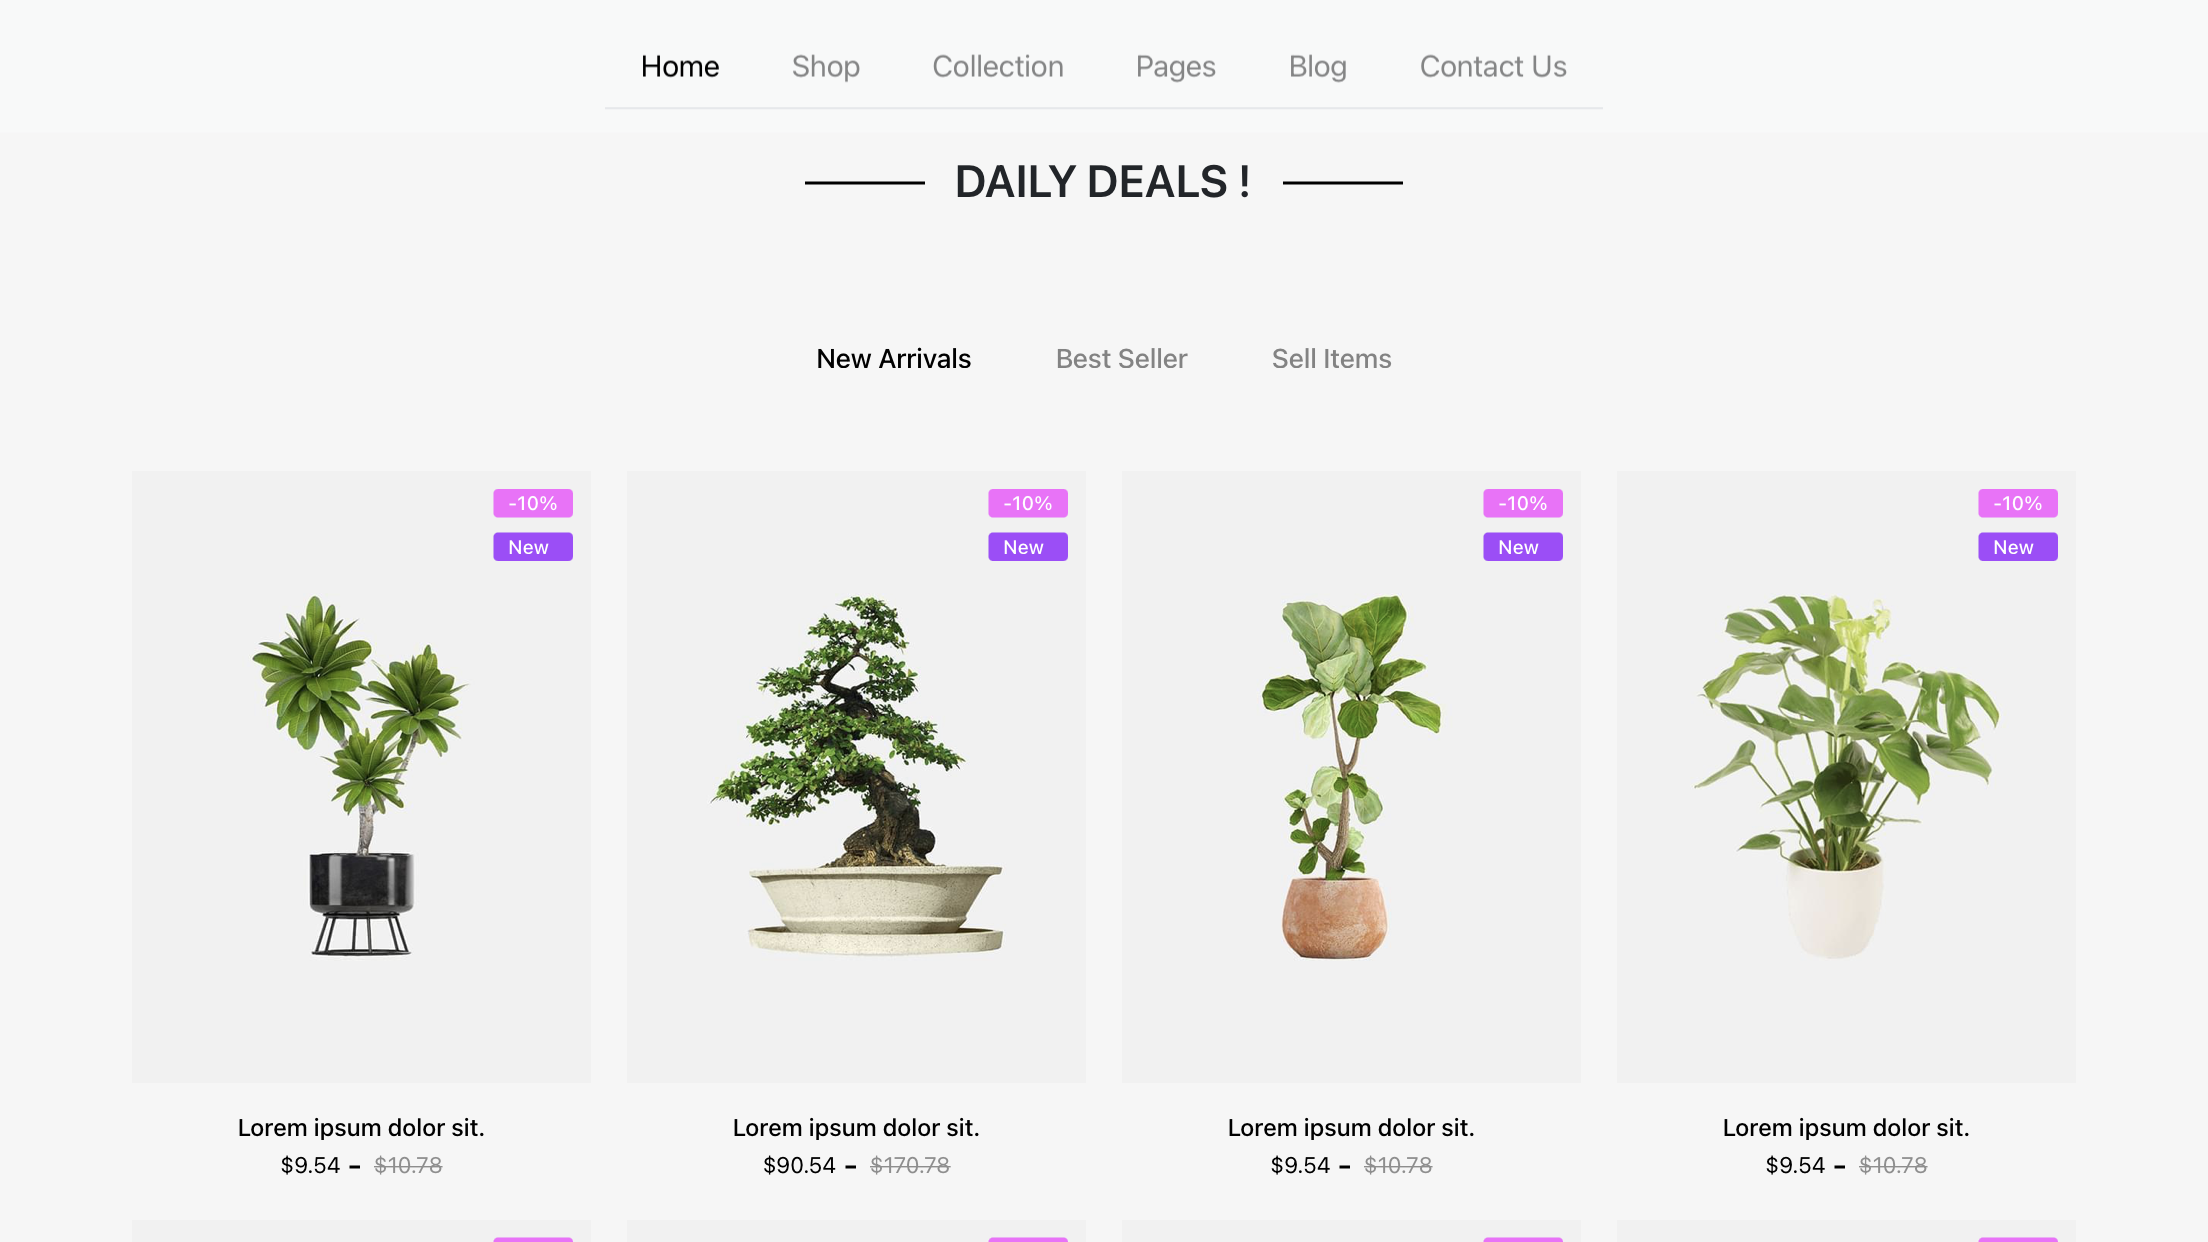 Home Shop Collection Pages Blog Contact Us
DAILY DEALS !
New Arrivals Best Seller Sell Items
-10% -10% -10% -10%
New New New New
Lorem ipsum dolor sit. Lorem ipsum dolor sit. Lorem ipsum dolor sit. Lorem ipsum dolor sit.
$9.54 – $10.78 $90.54 – $170.78 $9.54 – $10.78 $9.54 – $10.78